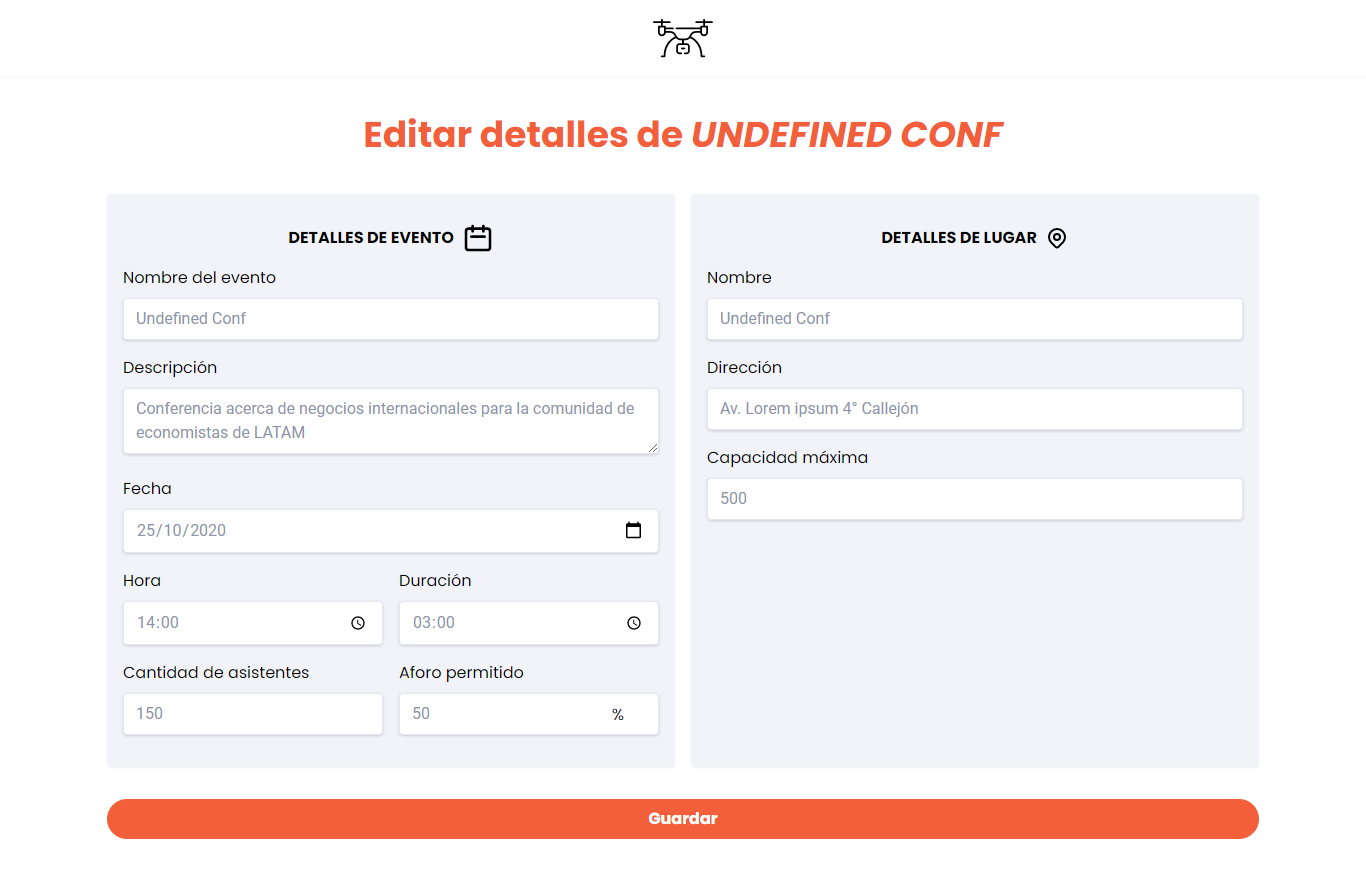 Editar detalles de UNDEFINED CONF
DETALLES DE EVENTO
Nombre del evento
Undefined Conf
Descripción
Conferencia acerca de negocios internacionales para la comunidad de
economistas de LATAM
Fecha
25/10/2020
Hora
Duración
14:00
03:00
Cantidad de asistentes
Aforo permitido
150
50 %
DETALLES DE LUGAR
Nombre
Undefined Conf
Dirección
Av. Lorem ipsum 4° Callejón
Capacidad máxima
500
Guardar